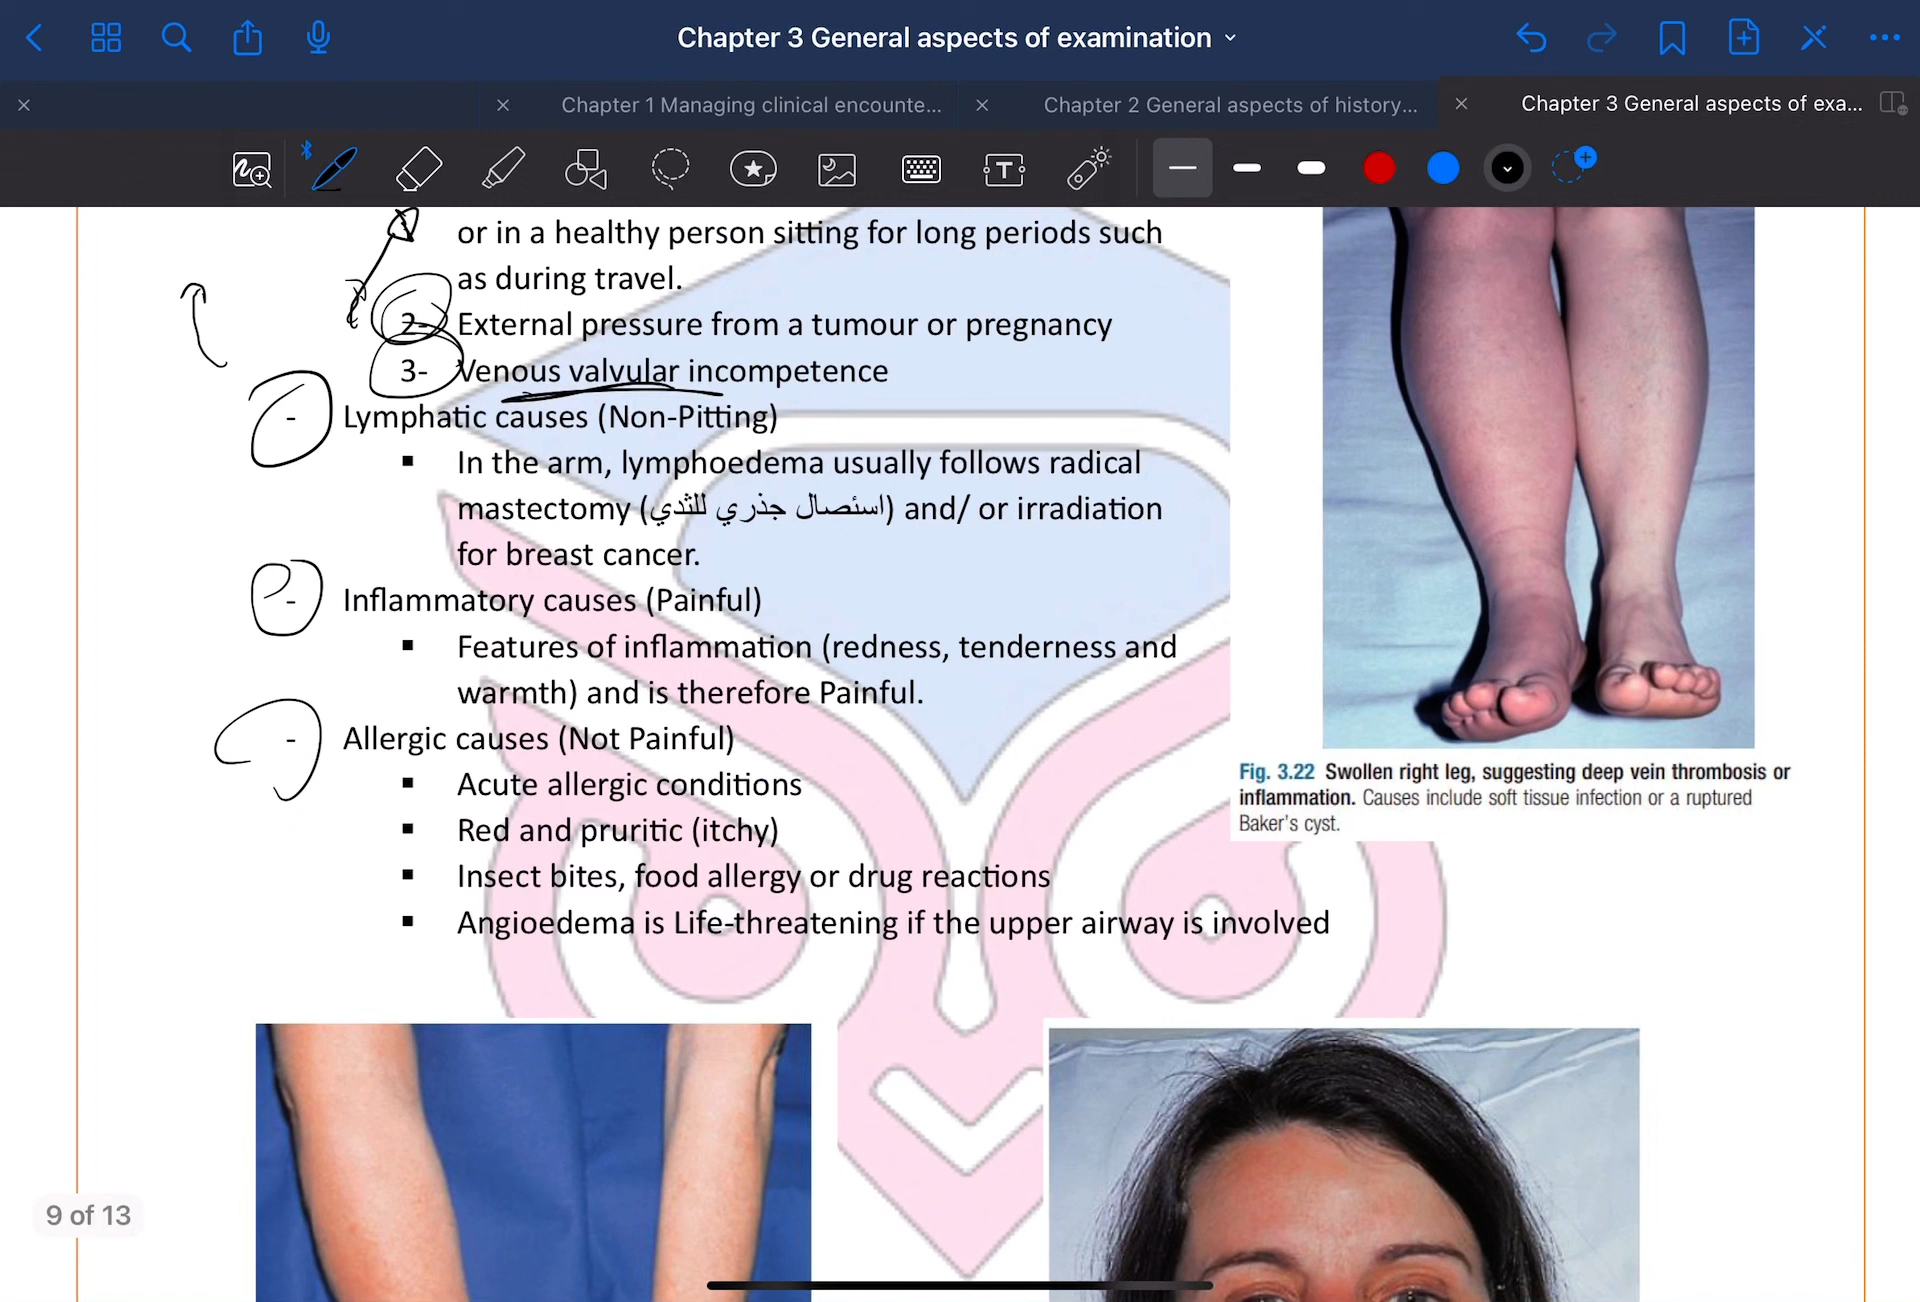 Chapter 3 General aspects of examination
Chapter 1 Managing clinical encounte...
Chapter 2 General aspects of history...
Chapter 3 General aspects of exa...
or in a healthy person sitting for long periods such
as during travel.
2- External pressure from a tumour or pregnancy
3- Venous valvular incompetence
- Lymphatic causes (Non-Pitting)
▪ In the arm, lymphoedema usually follows radical
mastectomy (استئصال جذري للثدي) and/ or irradiation
for breast cancer.
- Inflammatory causes (Painful)
▪ Features of inflammation (redness, tenderness and
warmth) and is therefore Painful.
- Allergic causes (Not Painful)
▪ Acute allergic conditions
▪ Red and pruritic (itchy)
▪ Insect bites, food allergy or drug reactions
▪ Angioedema is Life-threatening if the upper airway is involved
Fig. 3.22 Swollen right leg, suggesting deep vein thrombosis or
inflammation. Causes include soft tissue infection or a ruptured
Baker's cyst.
9 of 13